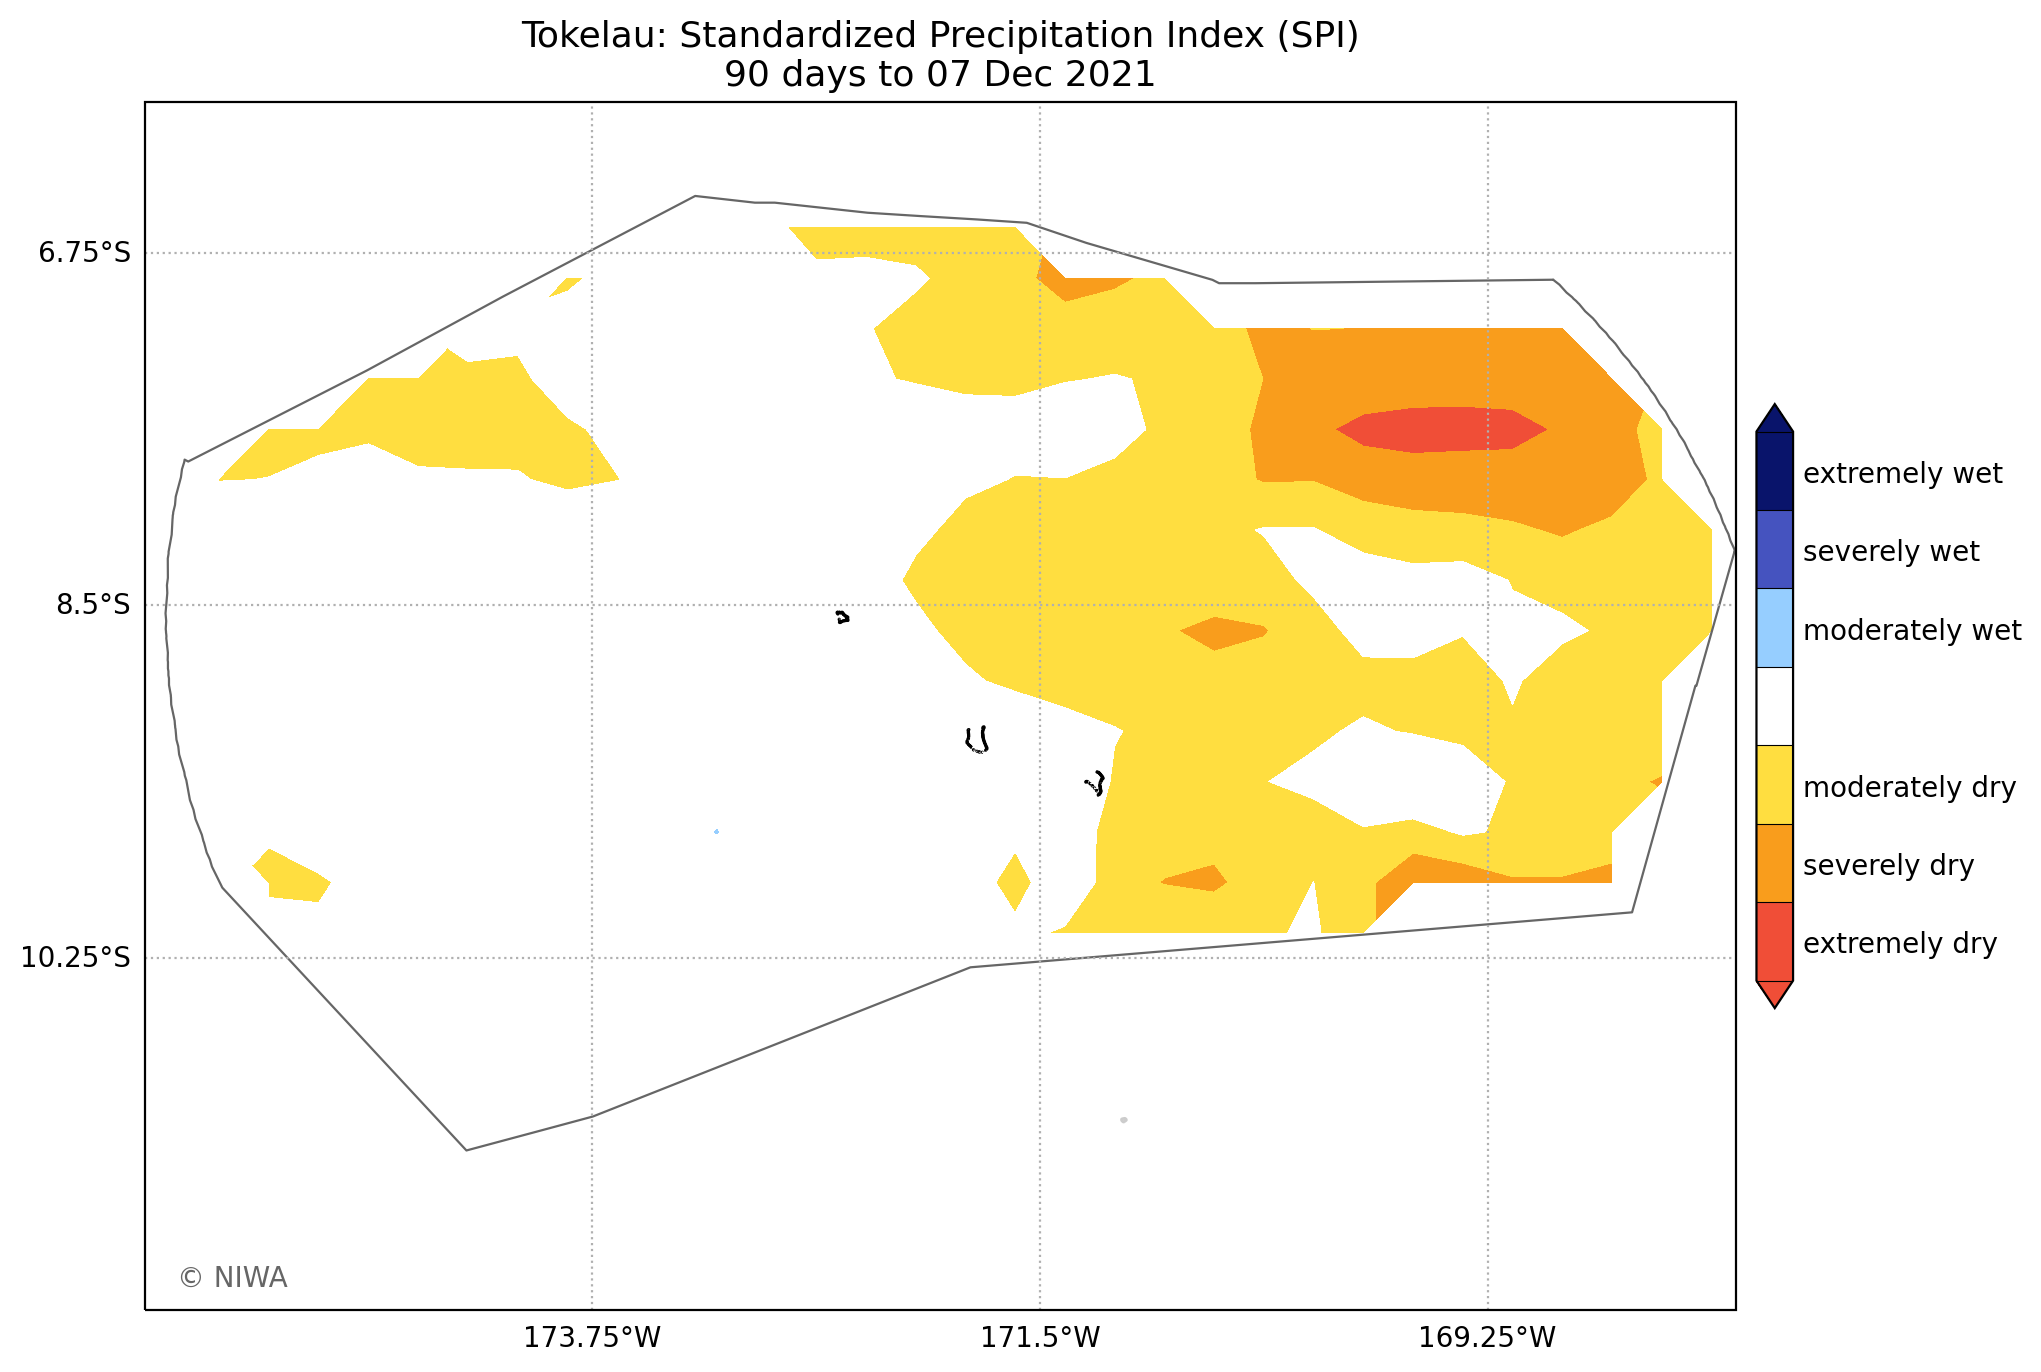 Tokelau: Standardized Precipitation Index (SPI)
90 days to 07 Dec 2021
6.75°S
8.5°S
10.25°S
173.75°W
171.5°W
169.25°W
extremely wet
severely wet
moderately wet
moderately dry
severely dry
extremely dry
© NIWA